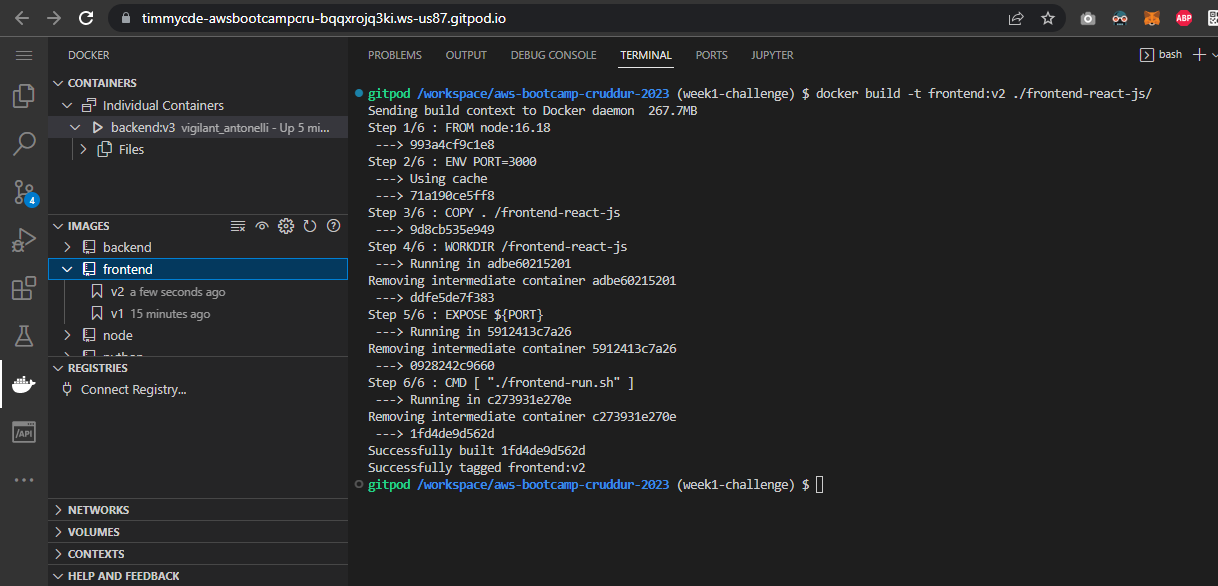 timmycde-awsbootcampcru-bqqxrojq3ki.ws-us87.gitpod.io
ABP
DOCKER
CONTAINERS
Individual Containers
backend:v3 vigilant_antonelli - Up 5 mi...
Files
4
IMAGES
backend
frontend
v2 a few seconds ago
v1 15 minutes ago
node
python
REGISTRIES
Connect Registry...
/API
NETWORKS
VOLUMES
CONTEXTS
HELP AND FEEDBACK
PROBLEMS OUTPUT DEBUG CONSOLE TERMINAL PORTS JUPYTER
bash
gitpod /workspace/aws-bootcamp-cruddur-2023 (week1-challenge) $ docker build -t frontend:v2 ./frontend-react-js/
Sending build context to Docker daemon  267.7MB
Step 1/6 : FROM node:16.18
 ---> 993a4cf9c1e8
Step 2/6 : ENV PORT=3000
 ---> Using cache
 ---> 71a190ce5ff8
Step 3/6 : COPY . /frontend-react-js
 ---> 9d8cb535e949
Step 4/6 : WORKDIR /frontend-react-js
 ---> Running in adbe60215201
Removing intermediate container adbe60215201
 ---> ddfe5de7f383
Step 5/6 : EXPOSE ${PORT}
 ---> Running in 5912413c7a26
Removing intermediate container 5912413c7a26
 ---> 0928242c9660
Step 6/6 : CMD [ "./frontend-run.sh" ]
 ---> Running in c273931e270e
Removing intermediate container c273931e270e
 ---> 1fd4de9d562d
Successfully built 1fd4de9d562d
Successfully tagged frontend:v2
gitpod /workspace/aws-bootcamp-cruddur-2023 (week1-challenge) $